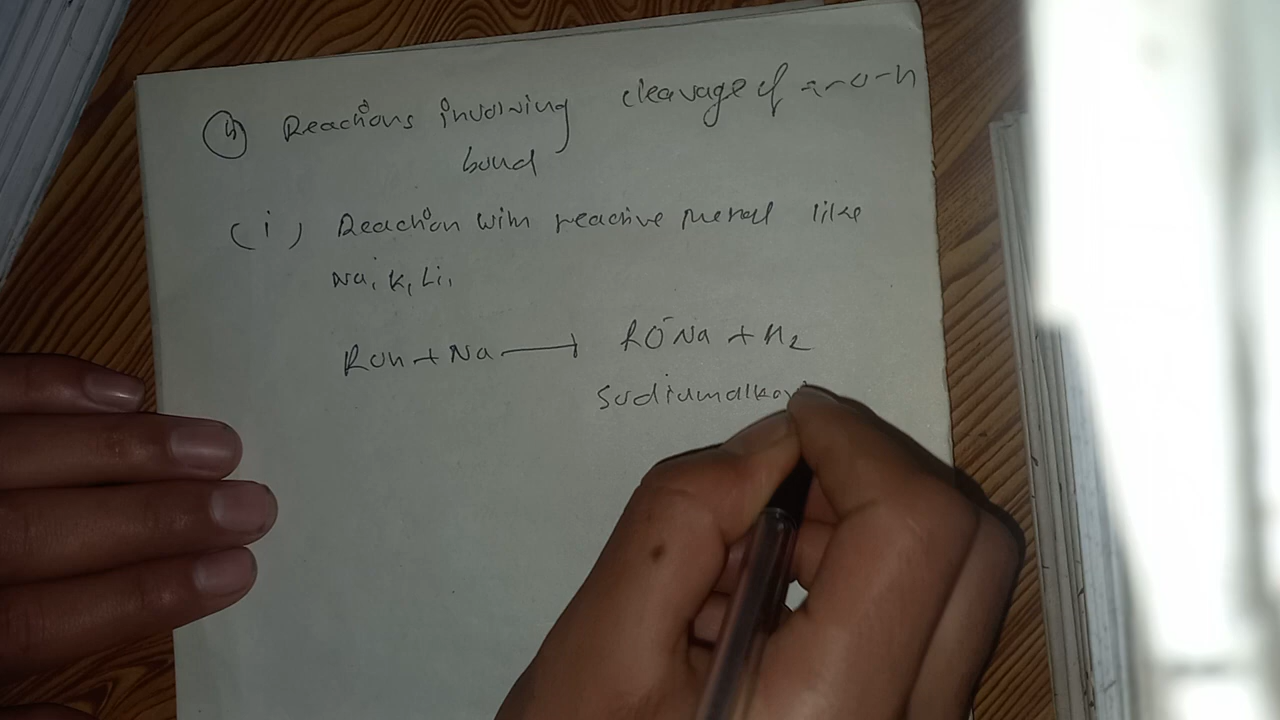 (4) Reactions involving cleavage of R-O-H
bond
(i) Reaction with reactive metal like
Na, K, Li,
ROH + Na ⟶ RO⁻Na + H₂
Sodiumalkox